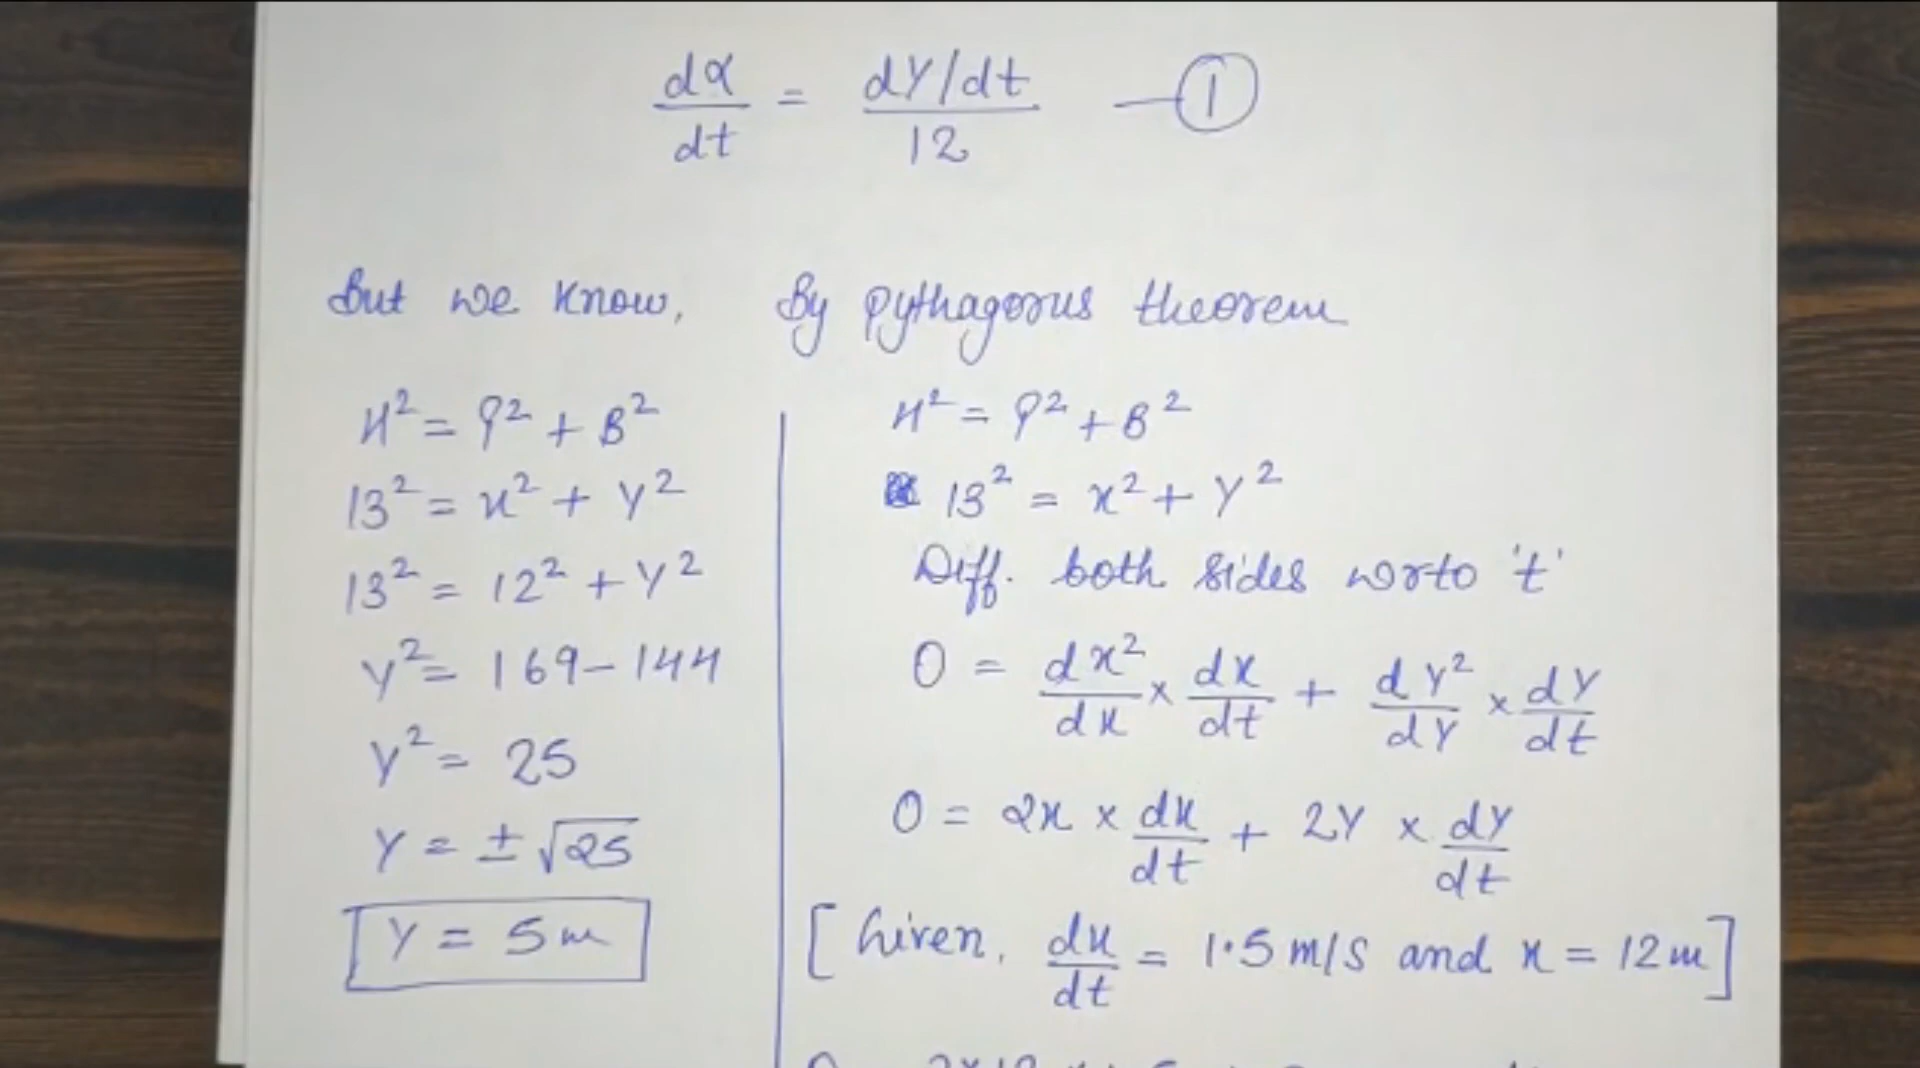 dα/dt = (dY/dt)/12 —①
But we know, By pythagorus theorem
H² = P² + B²
13² = x² + Y²
13² = 12² + Y²
Y² = 169 - 144
Y² = 25
Y = ± √25
Y = 5m
H² = P² + B²
13² = x² + Y²
Diff. both sides wrto 't'
0 = dx²/dx × dx/dt + dY²/dY × dY/dt
0 = 2x × dx/dt + 2Y × dY/dt
[Given, dx/dt = 1.5 m/s and x = 12m]